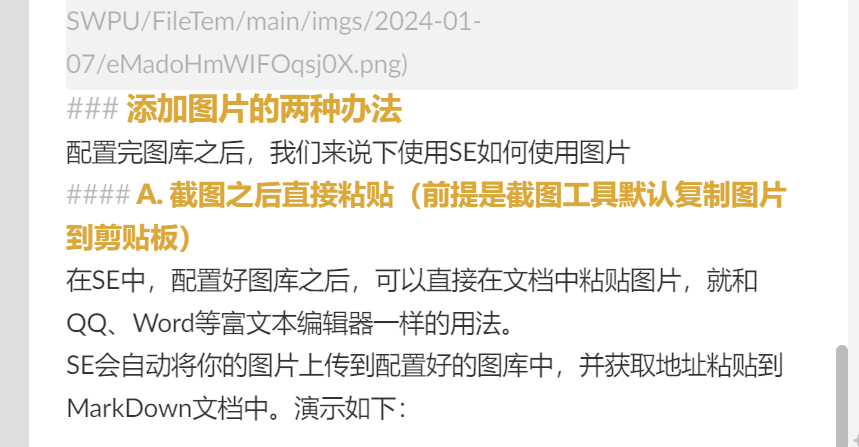 SWPU/FileTem/main/imgs/2024-01-
07/eMadoHmWIFOqsj0X.png)
### 添加图片的两种办法
配置完图库之后，我们来说下使用SE如何使用图片
#### A. 截图之后直接粘贴（前提是截图工具默认复制图片
到剪贴板）
在SE中，配置好图库之后，可以直接在文档中粘贴图片，就和
QQ、Word等富文本编辑器一样的用法。
SE会自动将你的图片上传到配置好的图库中，并获取地址粘贴到
MarkDown文档中。演示如下：